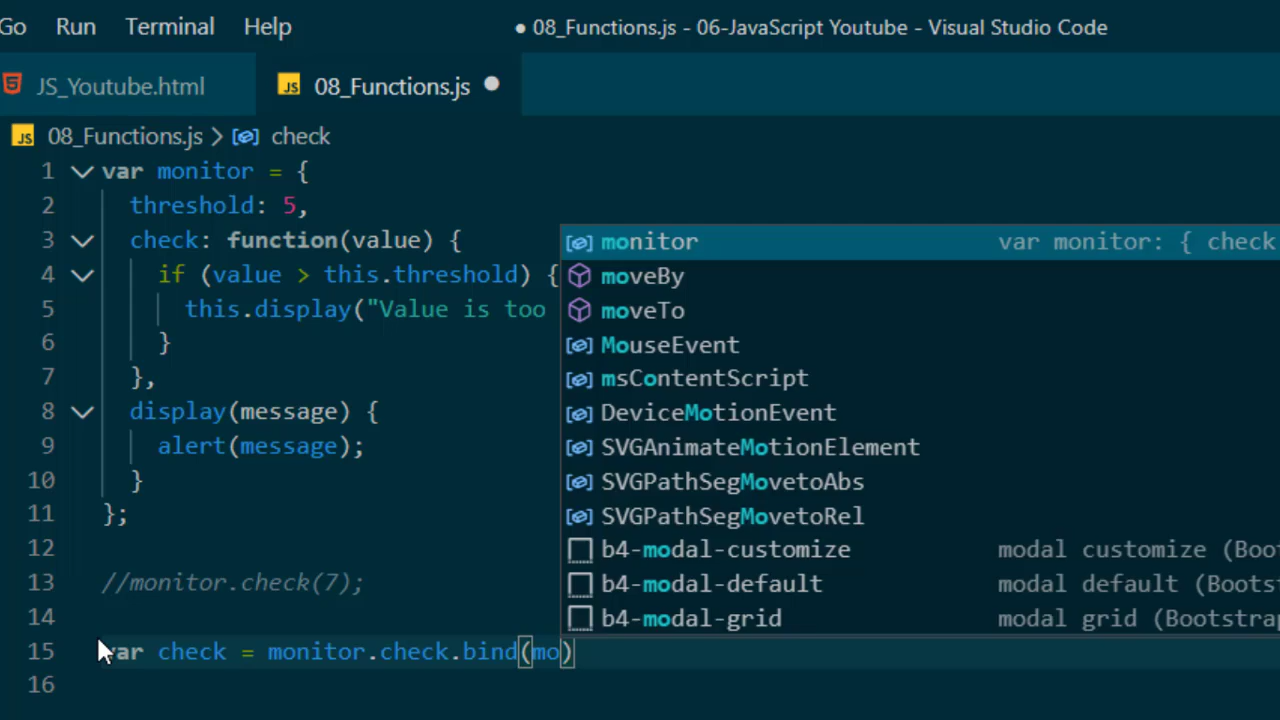 Go Run Terminal Help ● 08_Functions.js - 06-JavaScript Youtube - Visual Studio Code
JS_Youtube.html JS 08_Functions.js
JS 08_Functions.js > check
1 var monitor = {
2 threshold: 5,
3 check: function(value) {
4 if (value > this.threshold) {
5 this.display("Value is too
6 }
7 },
8 display(message) {
9 alert(message);
10 }
11 };
12
13 //monitor.check(7);
14
15 var check = monitor.check.bind(mo)
16
monitor var monitor: { check
moveBy
moveTo
MouseEvent
msContentScript
DeviceMotionEvent
SVGAnimateMotionElement
SVGPathSegMovetoAbs
SVGPathSegMovetoRel
b4-modal-customize modal customize (Boo
b4-modal-default modal default (Boots
b4-modal-grid modal grid (Bootstrap